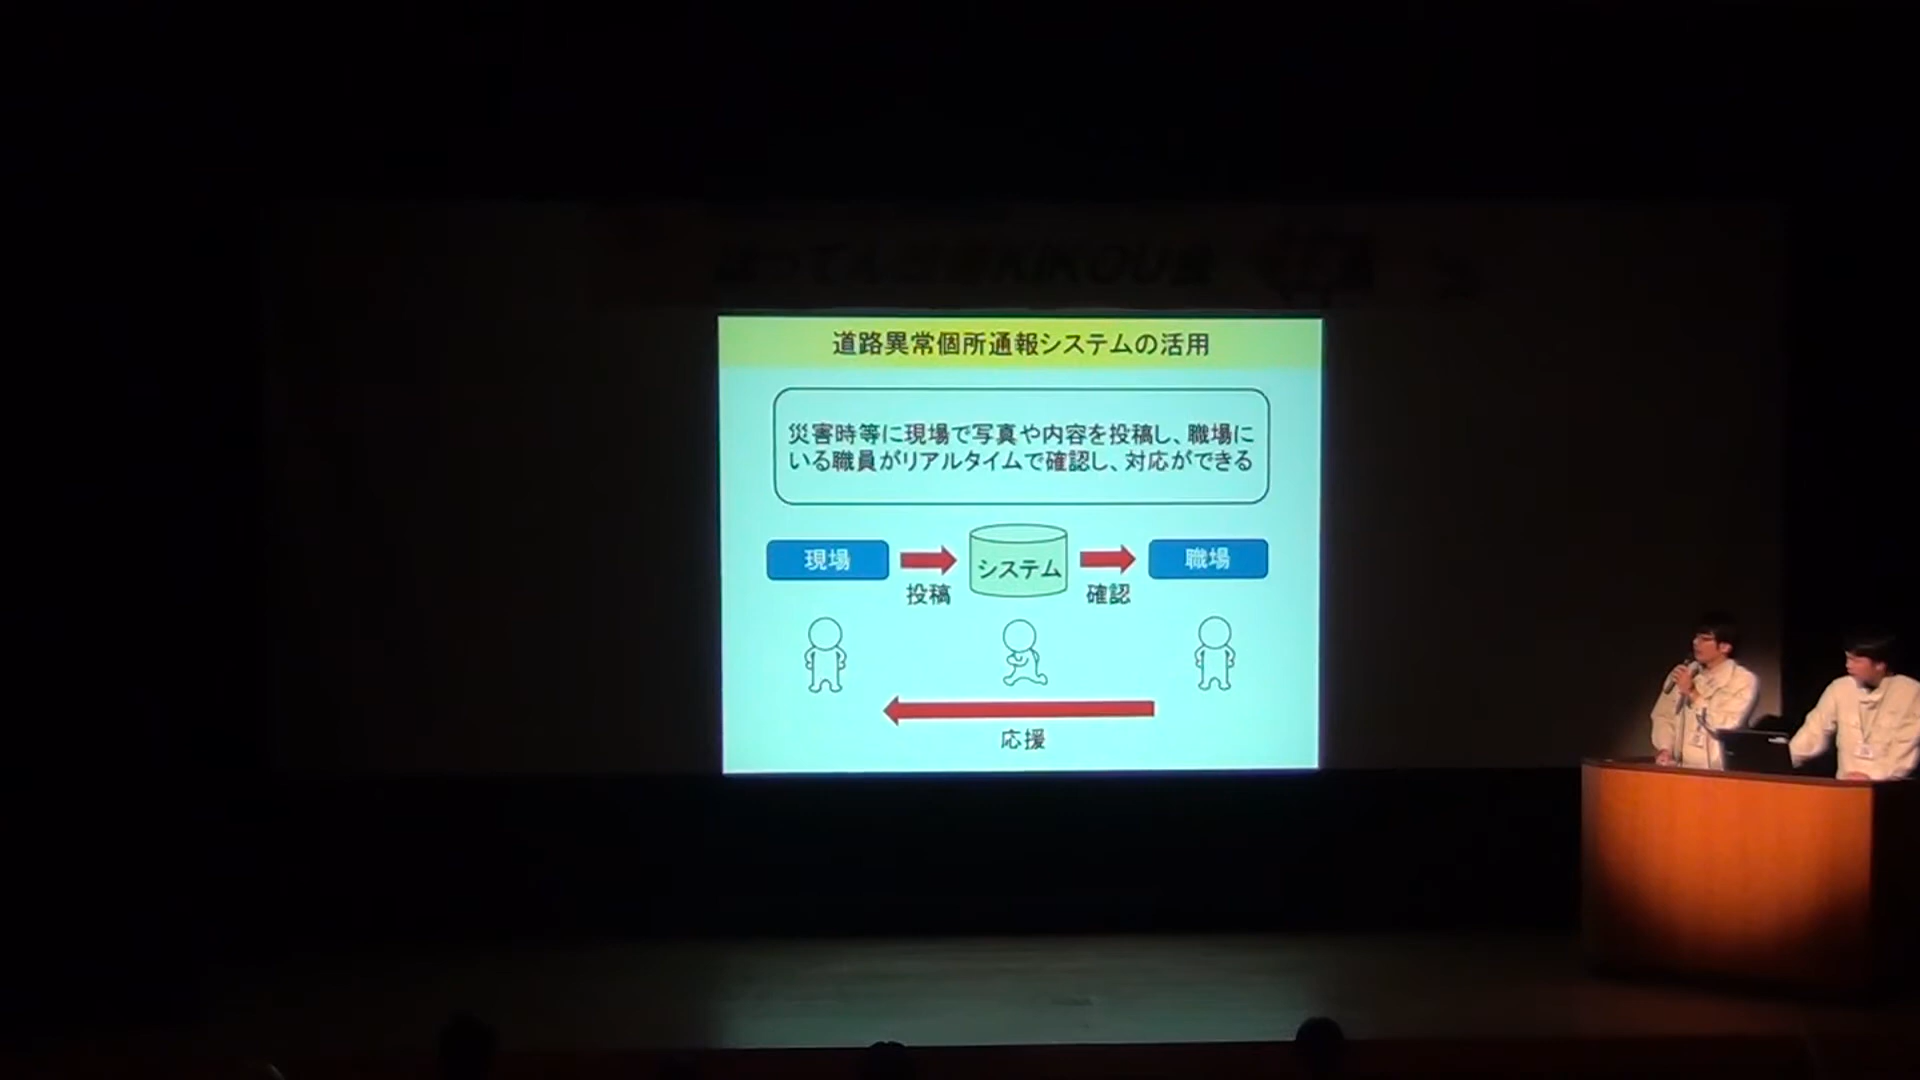 道路異常個所通報システムの活用
災害時等に現場で写真や内容を投稿し、職場に
いる職員がリアルタイムで確認し、対応ができる
現場
システム
職場
投稿
確認
応援